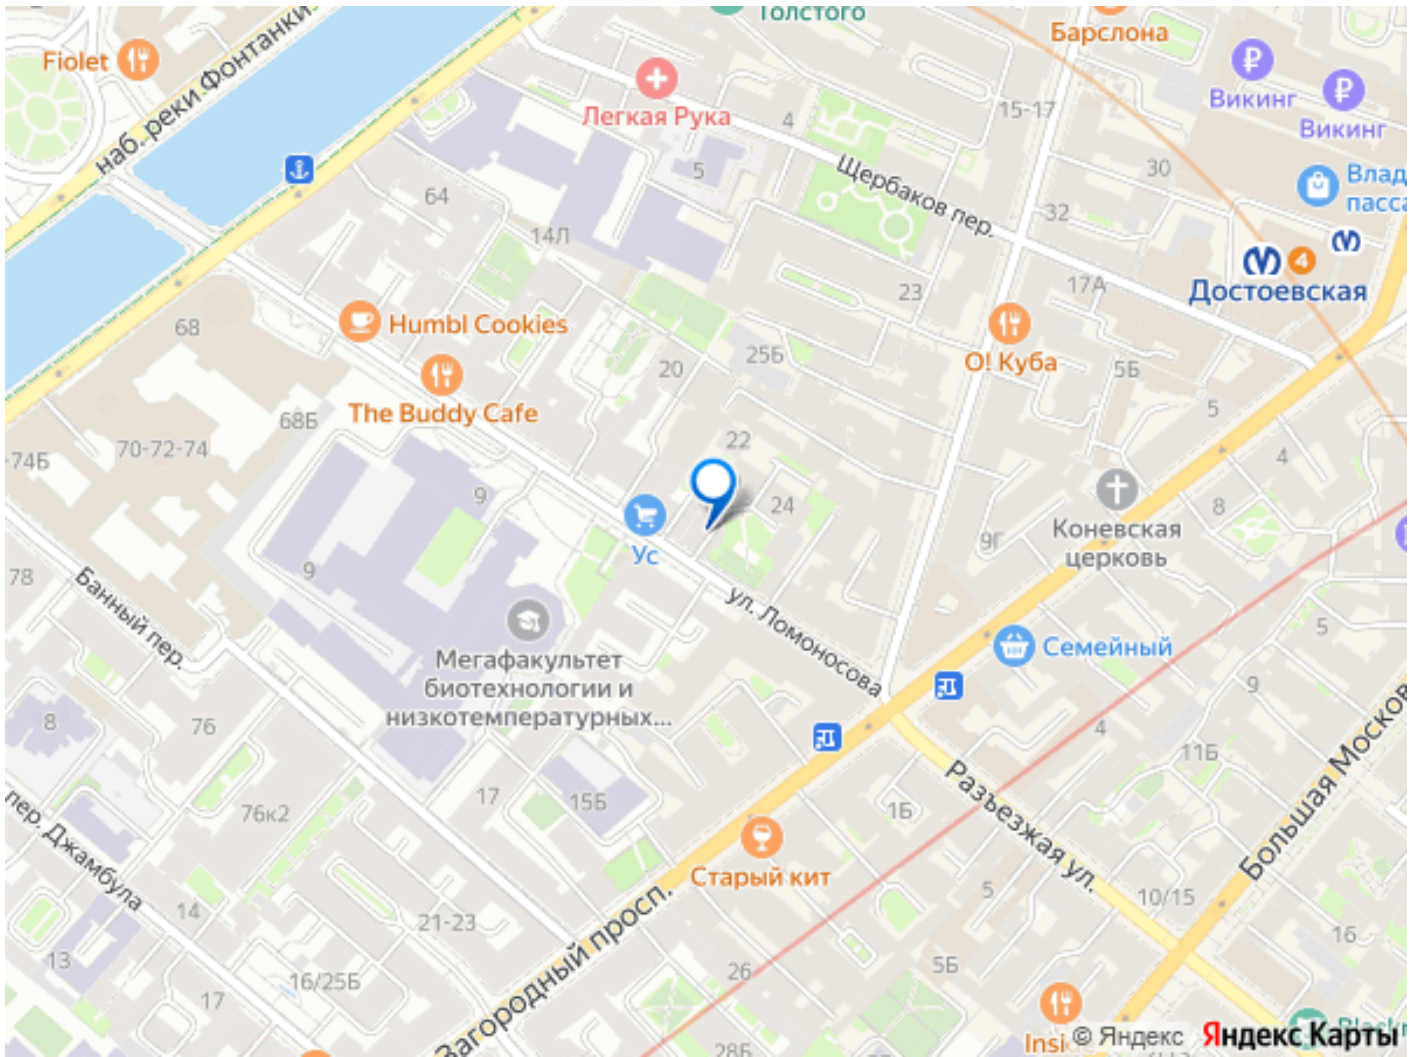 Толстого
Барслона
Fiolet
наб. реки Фонтанки
Легкая Рука
Викинг
Викинг
15-17
4
5
30
Щербаков пер.
Влад
пасса
64
32
14Л
4
Достоевская
17А
23
68
Humbl Cookies
О! Куба
25Б
20
5Б
The Buddy Cafe
68Б
5
22
70-72-74
-74Б
4
9
24
8
Ус
9Г
Коневская
церковь
9
78
Банный пер.
ул. Ломоносова
5
Семейный
Мегафакультет
биотехнологии и
низкотемпературных...
9
8
76
4
11Б
Разъезжая ул.
Большая Москов
17
15Б
1Б
76к2
пер. Джамбула
Старый кит
5
10/15
14
21-23
Загородный просп.
16
13
5Б
26
16/25Б
17
Insi
28Б
© Яндекс
Яндекс Карты